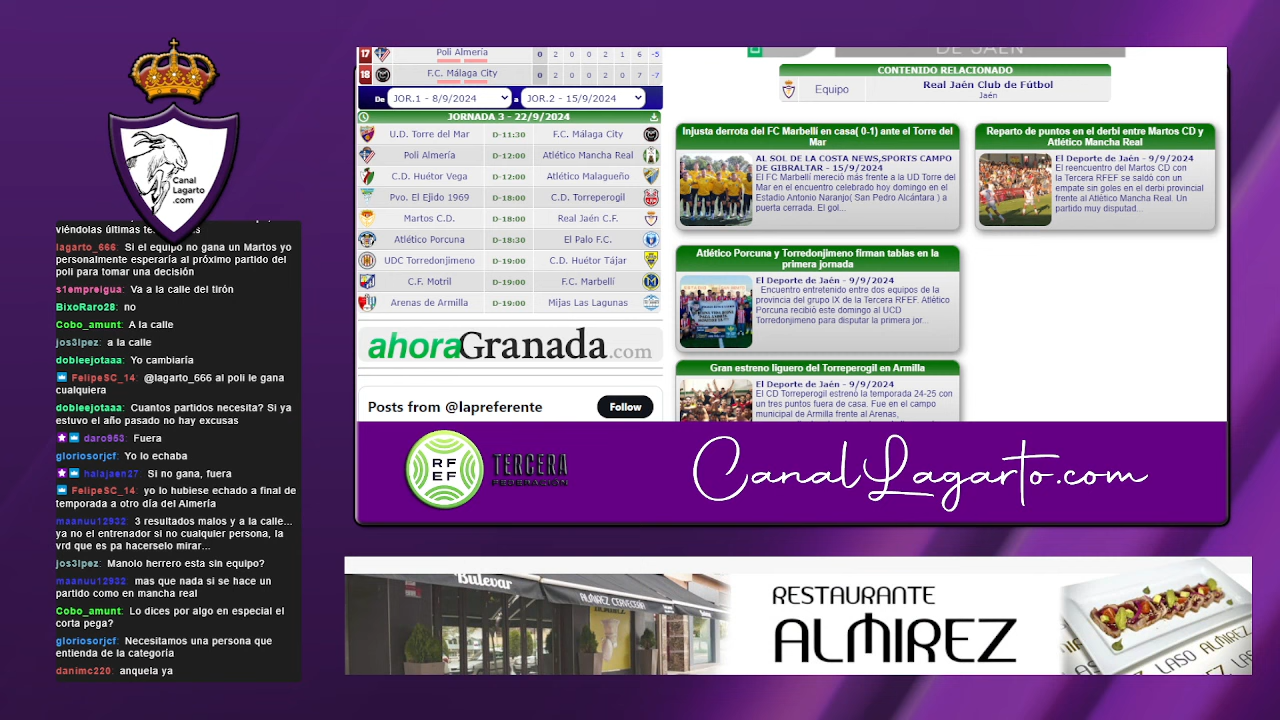 Canal
Lagarto
.com
viéndolas últimas
lagarto_666: Si el equipo no gana un Martos yo
personalmente esperaría al próximo partido del
poli para tomar una decisión
s1empreigua: Va a la calle del tirón
BixoRaro28: no
Cobo_amunt: A la calle
jos3lpez: a la calle
dobleejotaaa: Yo cambiaría
FelipeSC_14: @lagarto_666 al poli le gana
cualquiera
dobleejotaaa: Cuantos partidos necesita? Si ya
estuvo el año pasado no hay excusas
daro953: Fuera
gloriosorjcf: Yo lo echaba
halajaen27: Si no gana, fuera
FelipeSC_14: yo lo hubiese echado a final de
temporada a otro día del Almería
maanuu12932: 3 resultados malos y a la calle...
ya no el entrenador si no cualquier persona, la
vrd que es pa hacerselo mirar...
jos3lpez: Manolo herrero esta sin equipo?
maanuu12932: mas que nada si se hace un
partido como en mancha real
Cobo_amunt: Lo dices por algo en especial el
corta pega?
gloriosorjcf: Necesitamos una persona que
entienda de la categoría
danimc220: anquela ya
17 Poli Almería 0 2 0 0 2 1 6 -5
18 F.C. Málaga City 0 2 0 0 2 0 7 -7
De JOR.1 - 8/9/2024 a JOR.2 - 15/9/2024
JORNADA 3 - 22/9/2024
U.D. Torre del Mar D-11:30 F.C. Málaga City
Poli Almería D-12:00 Atlético Mancha Real
C.D. Huétor Vega D-12:00 Atlético Malagueño
Pvo. El Ejido 1969 D-18:00 C.D. Torreperogil
Martos C.D. D-18:00 Real Jaén C.F.
Atlético Porcuna D-18:30 El Palo F.C.
UDC Torredonjimeno D-19:00 C.D. Huétor Tájar
C.F. Motril D-19:00 F.C. Marbellí
Arenas de Armilla D-19:00 Mijas Las Lagunas
ahoraGranada.com
Posts from @lapreferente Follow
DE JAÉN
CONTENIDO RELACIONADO
Equipo Real Jaén Club de Fútbol
Jaén
Injusta derrota del FC Marbellí en casa( 0-1) ante el Torre del
Mar
AL SOL DE LA COSTA NEWS,SPORTS CAMPO
DE GIBRALTAR - 15/9/2024
El FC Marbellí mereció más frente a la UD Torre del
Mar en el encuentro celebrado hoy domingo en el
Estadio Antonio Naranjo( San Pedro Alcántara ) a
puerta cerrada. El gol...
Reparto de puntos en el derbi entre Martos CD y
Atlético Mancha Real
El Deporte de Jaén - 9/9/2024
El reencuentro del Martos CD con
la Tercera RFEF se saldó con un
empate sin goles en el derbi provincial
frente al Atlético Mancha Real. Un
partido muy disputad...
Atlético Porcuna y Torredonjimeno firman tablas en la
primera jornada
El Deporte de Jaén - 9/9/2024
Encuentro entretenido entre dos equipos de la
provincia del grupo IX de la Tercera RFEF. Atlético
Porcuna recibió este domingo al UCD
Torredonjimeno para disputar la primera jor...
Gran estreno liguero del Torreperogil en Armilla
El Deporte de Jaén - 9/9/2024
El CD Torreperogil estrenó la temporada 24-25 con
un tres puntos fuera de casa. Fue en el campo
municipal de Armilla frente al Arenas,
RF
EF
TERCERA
FEDERACIÓN
CanalLagarto.com
Bulevar
ALMIREZ CERVECERIA
RESTAURANTE
ALMIREZ
LASO ALMIREZ